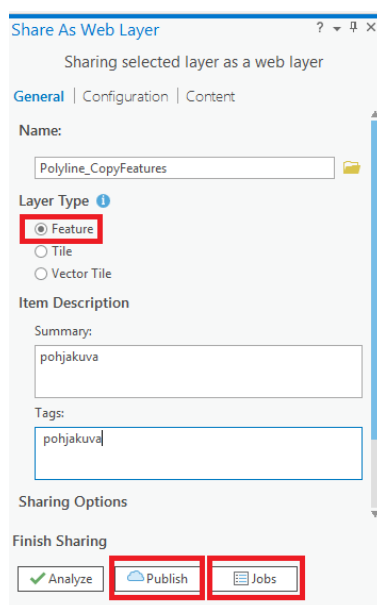 Share As Web Layer
Sharing selected layer as a web layer
General | Configuration | Content
Name:
Polyline_CopyFeatures
Layer Type
Feature
Tile
Vector Tile
Item Description
Summary:
pohjakuva
Tags:
pohjakuva
Sharing Options
Finish Sharing
Analyze Publish Jobs